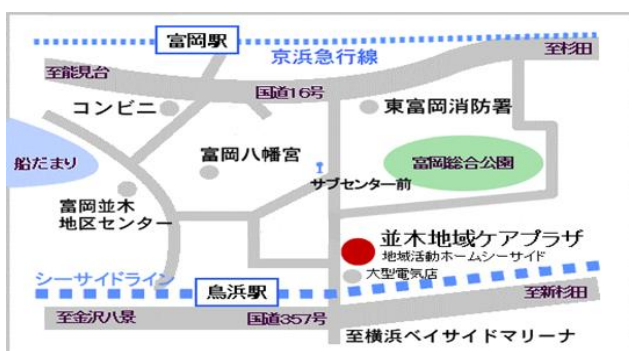 富岡駅
京浜急行線
至杉田
至能見台
国道16号
コンビニ
東富岡消防署
船だまり
富岡八幡宮
富岡総合公園
サブセンター前
富岡並木
地区センター
並木地域ケアプラザ
地域活動ホームシーサイド
大型電気店
シーサイドライン
鳥浜駅
至新杉田
至金沢八景
国道357号
至横浜ベイサイドマリーナ